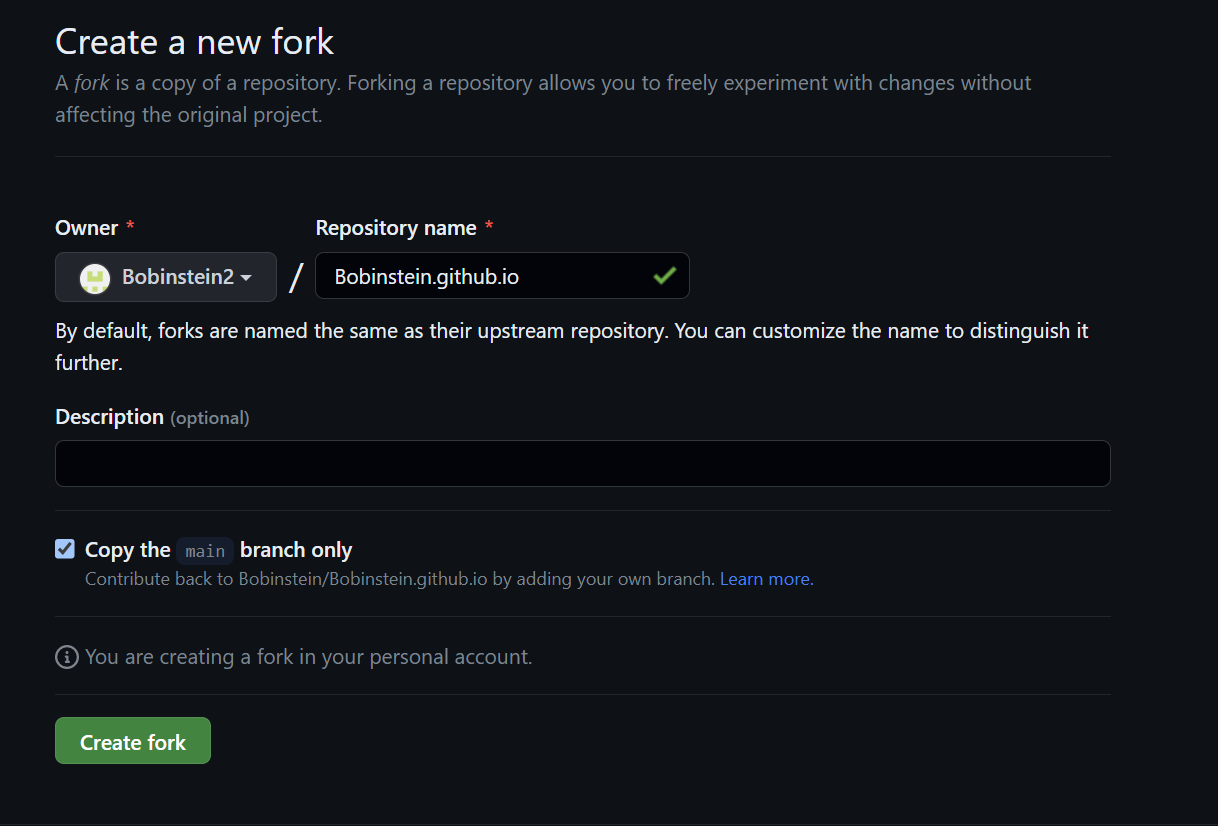 Create a new fork
A fork is a copy of a repository. Forking a repository allows you to freely experiment with changes without
affecting the original project.
Owner * Repository name *
Bobinstein2 / Bobinstein.github.io
By default, forks are named the same as their upstream repository. You can customize the name to distinguish it
further.
Description (optional)
Copy the main branch only
Contribute back to Bobinstein/Bobinstein.github.io by adding your own branch. Learn more.
You are creating a fork in your personal account.
Create fork